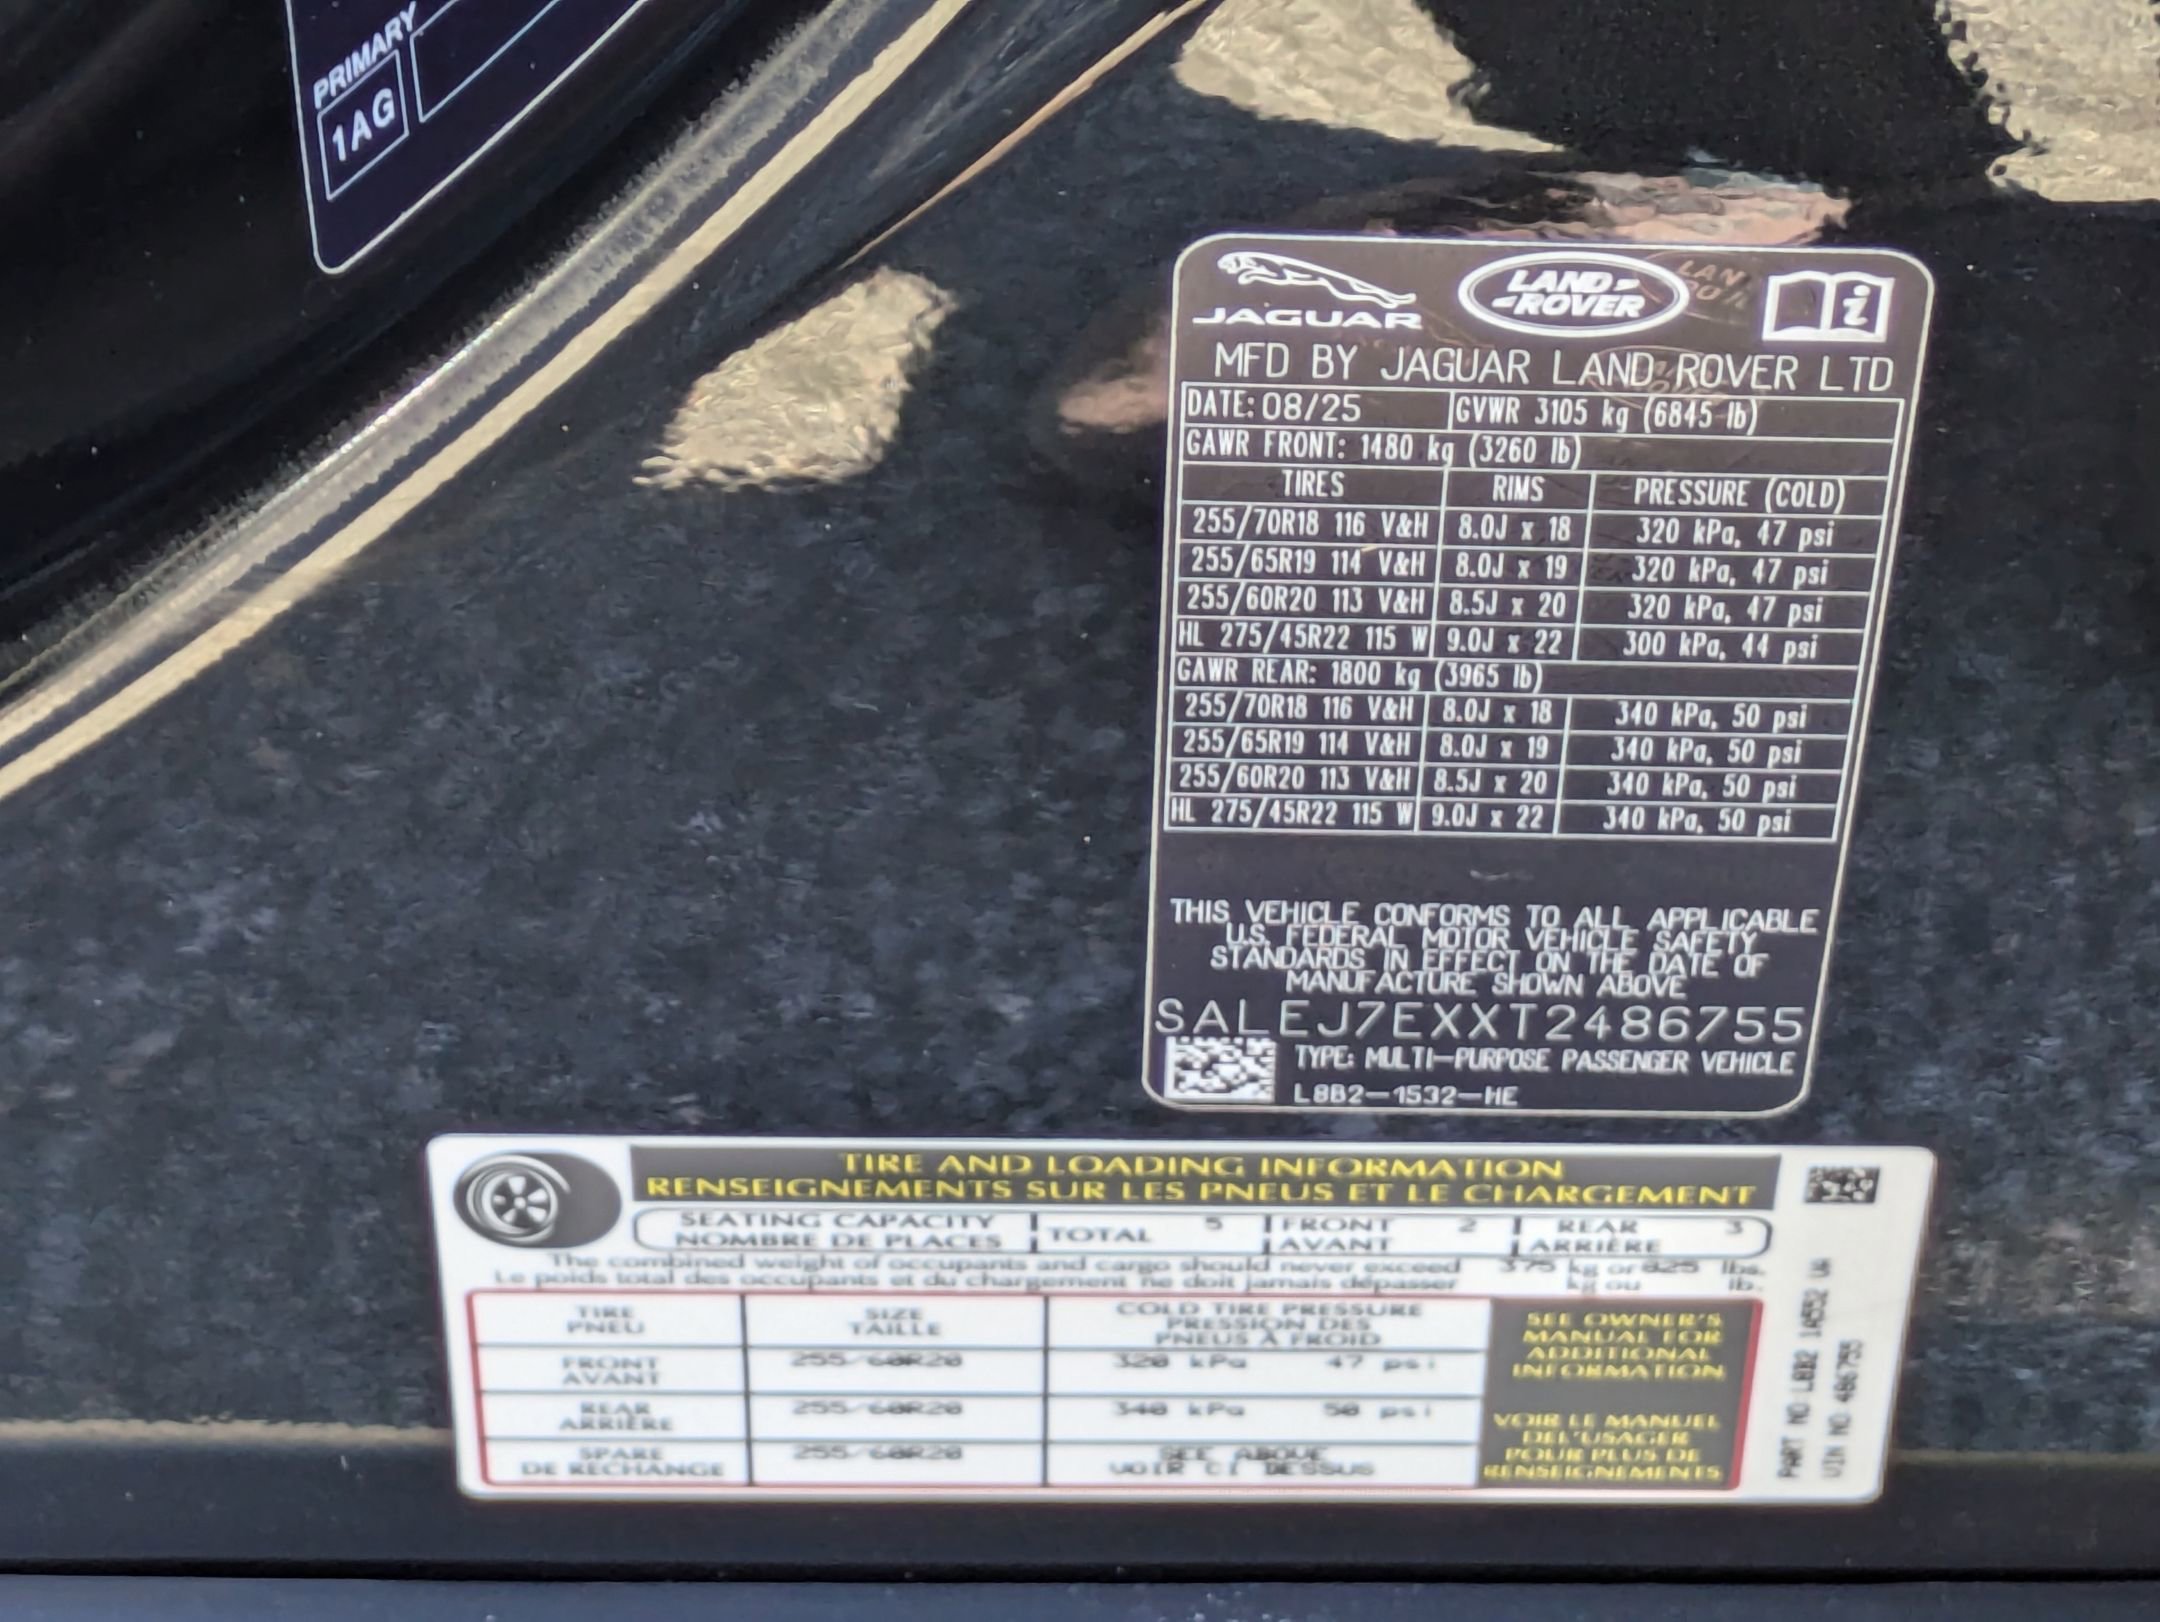 PRIMARY
1AG
JAGUAR
LAND ROVER
MFD BY JAGUAR LAND ROVER LTD
DATE: 08/25 GVWR 3105 kg (6845 lb)
GAWR FRONT: 1480 kg (3260 lb)
TIRES RIMS PRESSURE (COLD)
255/70R18 116 V&H 8.0J x 18 320 kPa, 47 psi
255/65R19 114 V&H 8.0J x 19 320 kPa, 47 psi
255/60R20 113 V&H 8.5J x 20 320 kPa, 47 psi
HL 275/45R22 115 W 9.0J x 22 300 kPa, 44 psi
GAWR REAR: 1800 kg (3965 lb)
255/70R18 116 V&H 8.0J x 18 340 kPa, 50 psi
255/65R19 114 V&H 8.0J x 19 340 kPa, 50 psi
255/60R20 113 V&H 8.5J x 20 340 kPa, 50 psi
HL 275/45R22 115 W 9.0J x 22 340 kPa, 50 psi
THIS VEHICLE CONFORMS TO ALL APPLICABLE
U.S. FEDERAL MOTOR VEHICLE SAFETY
STANDARDS IN EFFECT ON THE DATE OF
MANUFACTURE SHOWN ABOVE
SALEJ7EXXT2486755
TYPE: MULTI-PURPOSE PASSENGER VEHICLE
L8B2-1532-HE
TIRE AND LOADING INFORMATION
RENSEIGNEMENTS SUR LES PNEUS ET LE CHARGEMENT
SEATING CAPACITY TOTAL 5 FRONT 2 REAR 3
NOMBRE DE PLACES AVANT ARRIÈRE
The combined weight of occupants and cargo should never exceed 375 kg or 825 lbs.
Le poids total des occupants et du chargement ne doit jamais dépasser kg ou lb.
TIRE SIZE COLD TIRE PRESSURE
PNEU TAILLE PRESSION DES
PNEUS À FROID
FRONT 255/60R20 320 kPa 47 psi
AVANT
REAR 255/60R20 340 kPa 50 psi
ARRIÈRE
SPARE 255/60R20 SEE ABOVE
DE RECHANGE VOIR CI DESSUS
SEE OWNER'S
MANUAL FOR
ADDITIONAL
INFORMATION
VOIR LE MANUEL
DEL'USAGER
POUR PLUS DE
RENSEIGNEMENTS
PART NO L8B2 1A552
VIN NO 486755